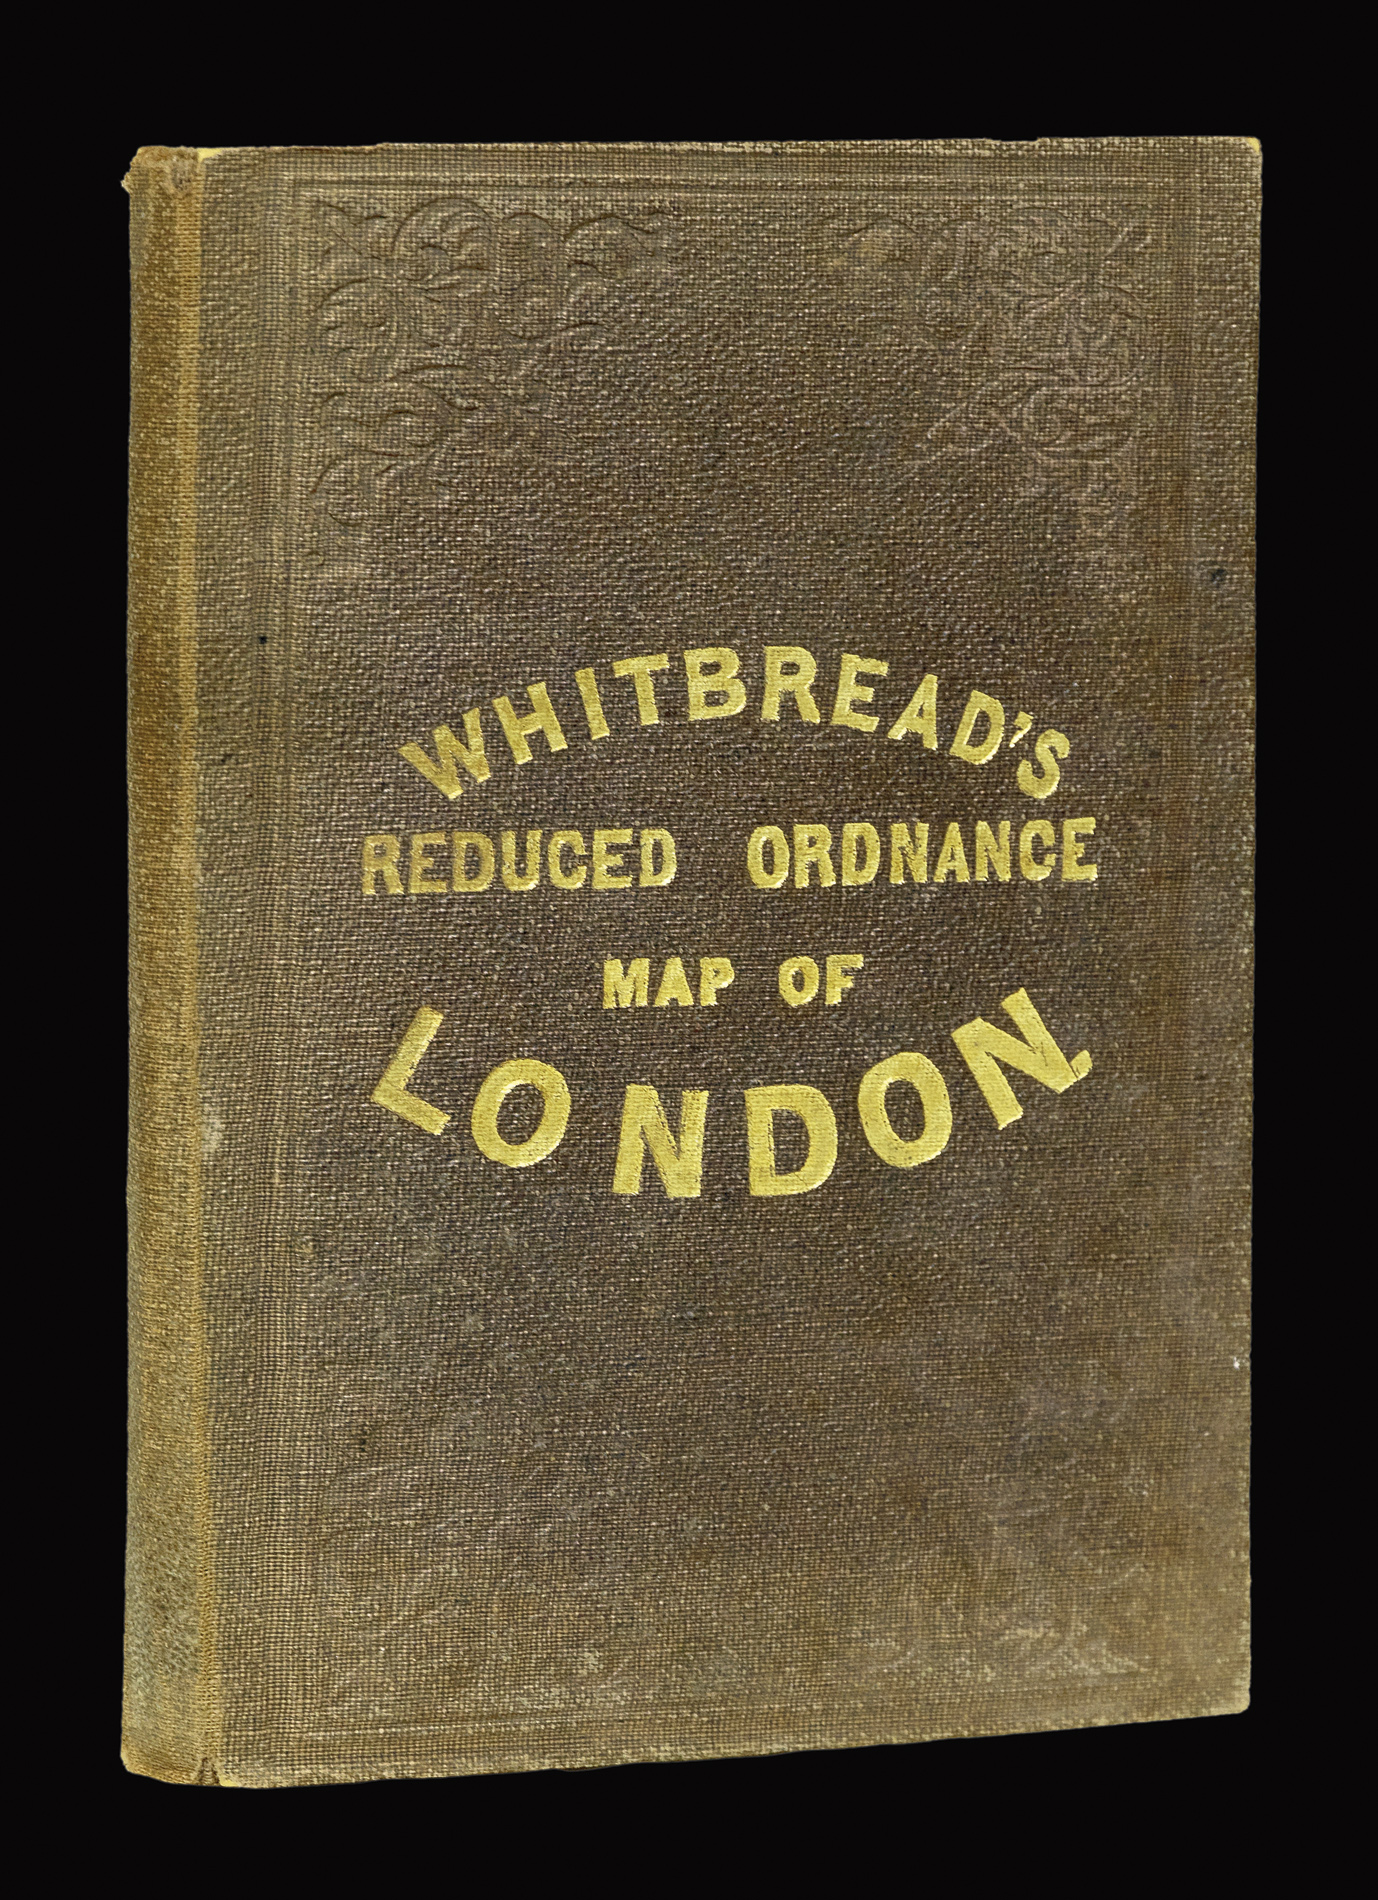 WHITBREAD'S
REDUCED ORDNANCE
MAP OF
LONDON.